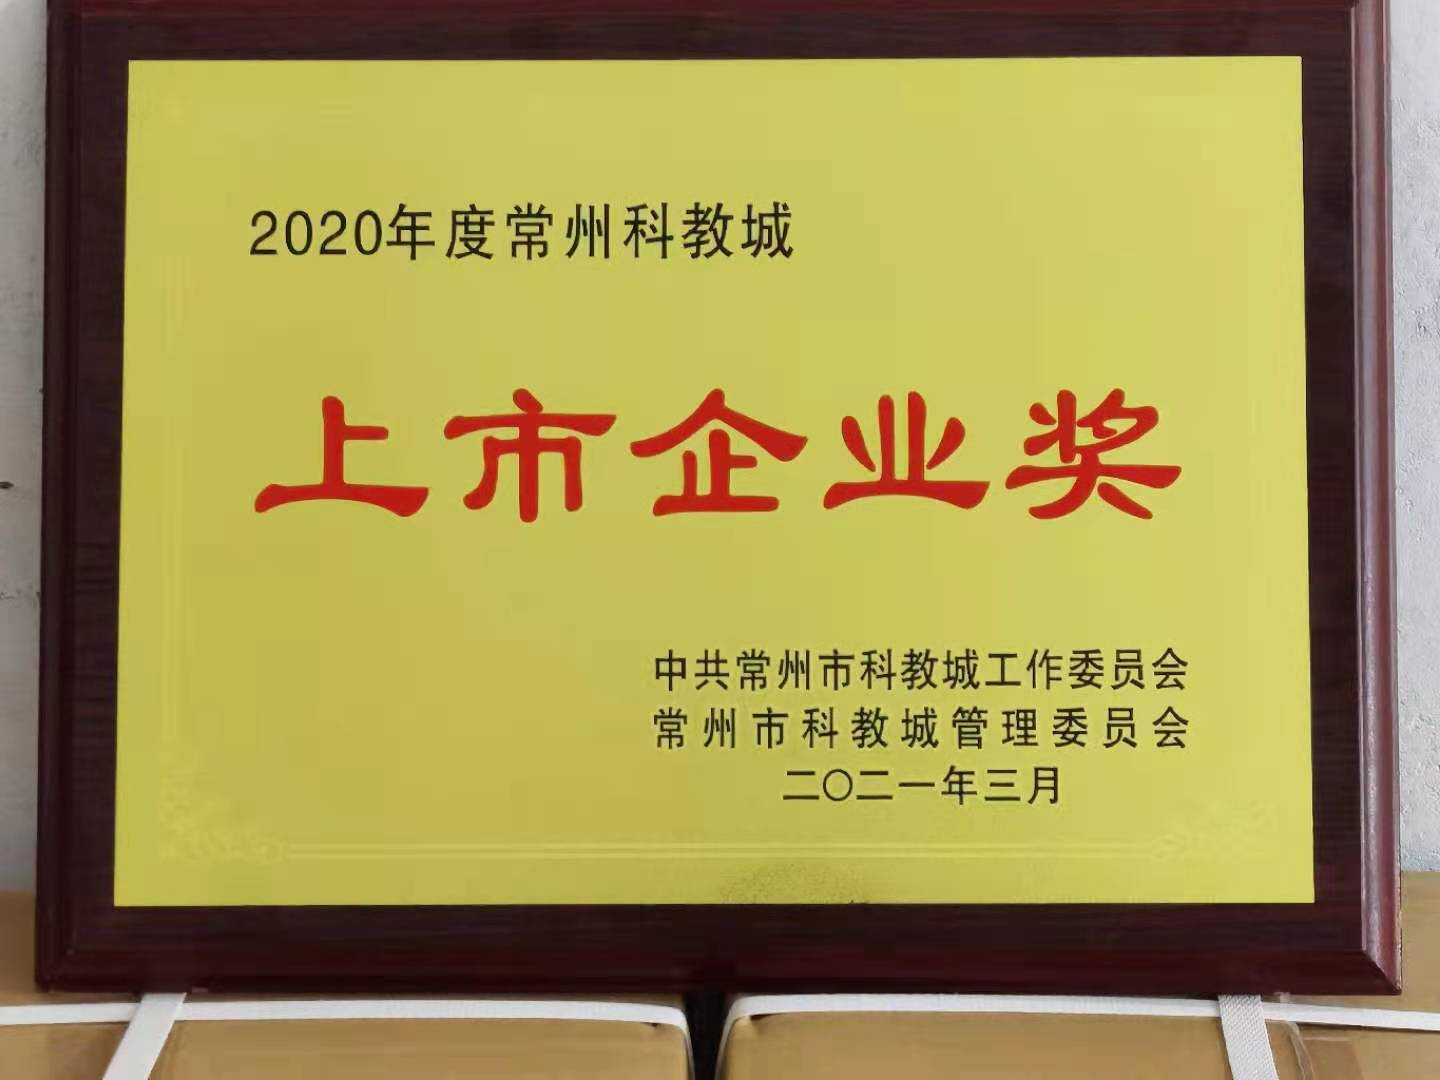 2020年度常州科教城
上市企业奖
中共常州市科教城工作委员会
常州市科教城管理委员会
二〇二一年三月